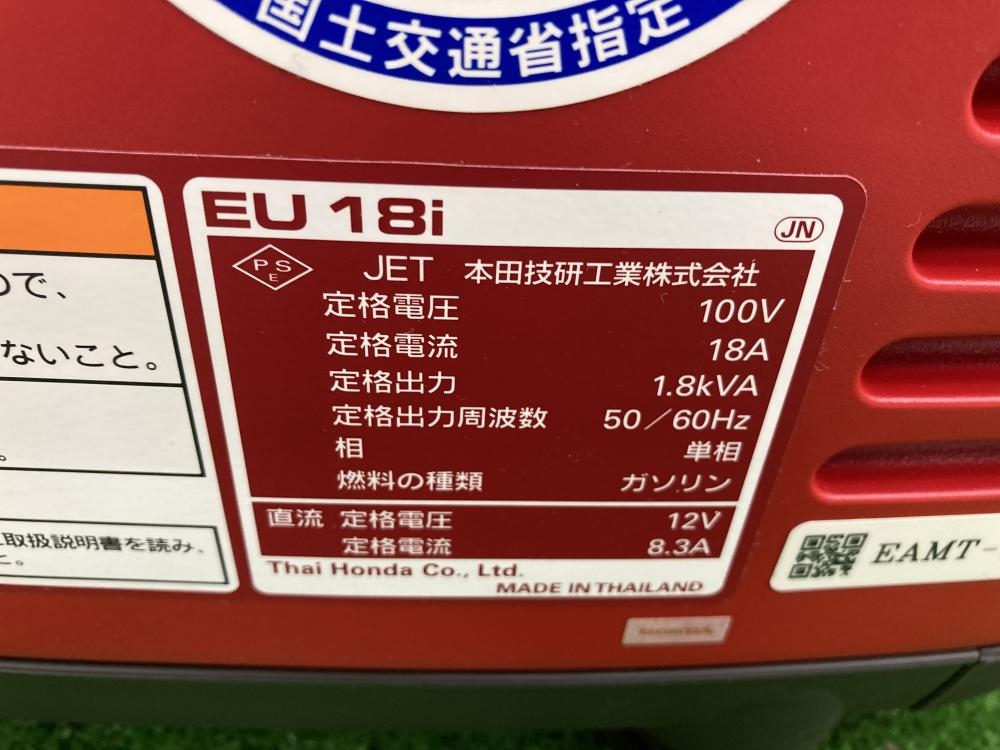 国土交通省指定
ので、
ないこと。
。
取扱説明書を読み、
と。
EU 18i
JN
PSE JET 本田技研工業株式会社
定格電圧 100V
定格電流 18A
定格出力 1.8kVA
定格出力周波数 50/60Hz
相 単相
燃料の種類 ガソリン
直流 定格電圧 12V
定格電流 8.3A
Thai Honda Co., Ltd.
MADE IN THAILAND
EAMT-
HONDA